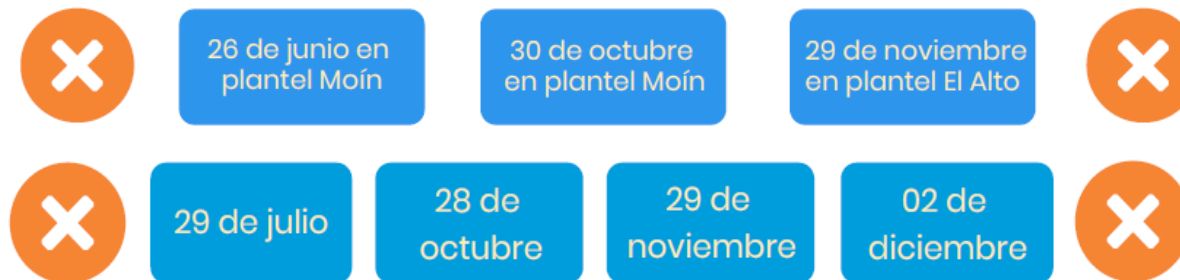 26 de junio en
plantel Moín
30 de octubre
en plantel Moín
29 de noviembre
en plantel El Alto
29 de julio
28 de
octubre
29 de
noviembre
02 de
diciembre